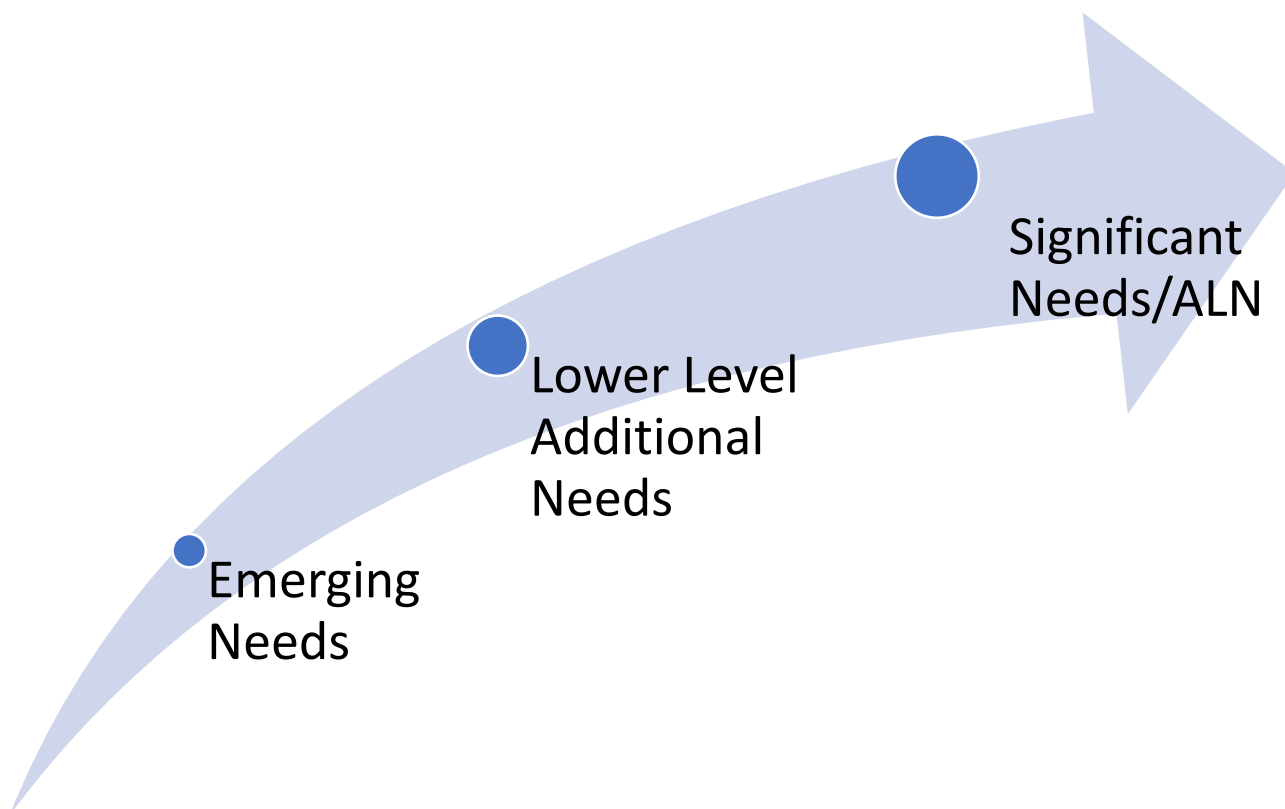 Significant
Needs/ALN
Lower Level
Additional
Needs
Emerging
Needs